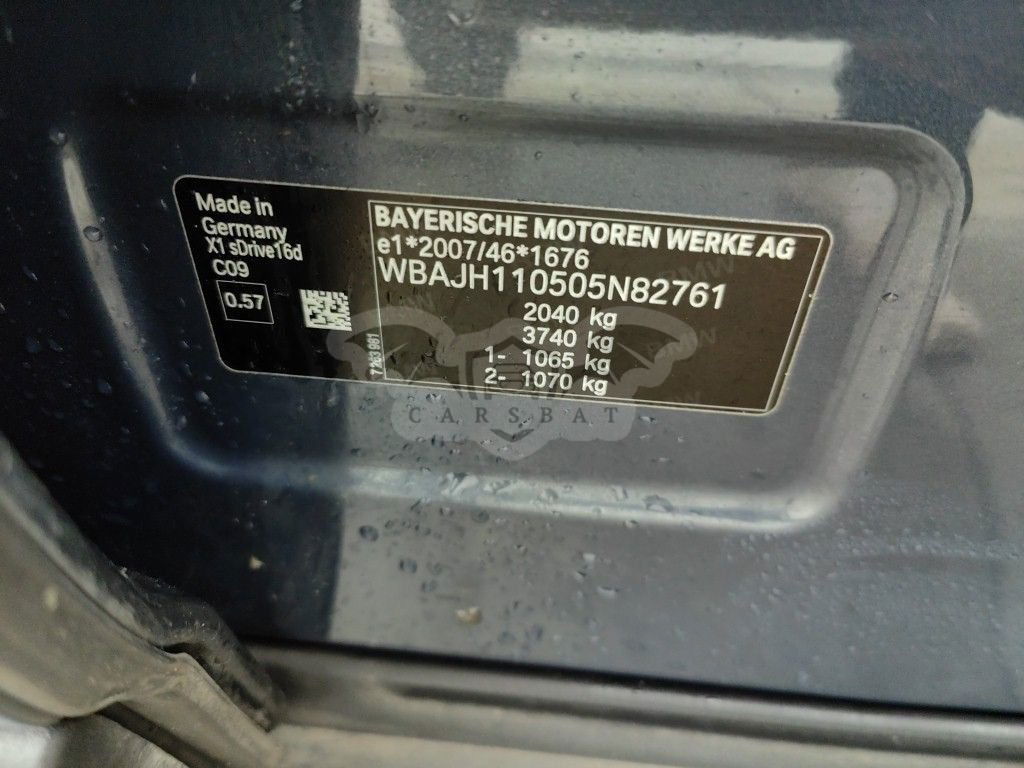 Made in
Germany
X1 sDrive16d
C09
0.57
BAYERISCHE MOTOREN WERKE AG
e1*2007/46*1676
WBAJH110505N82761
2040 kg
3740 kg
1- 1065 kg
2- 1070 kg
CARSBAT